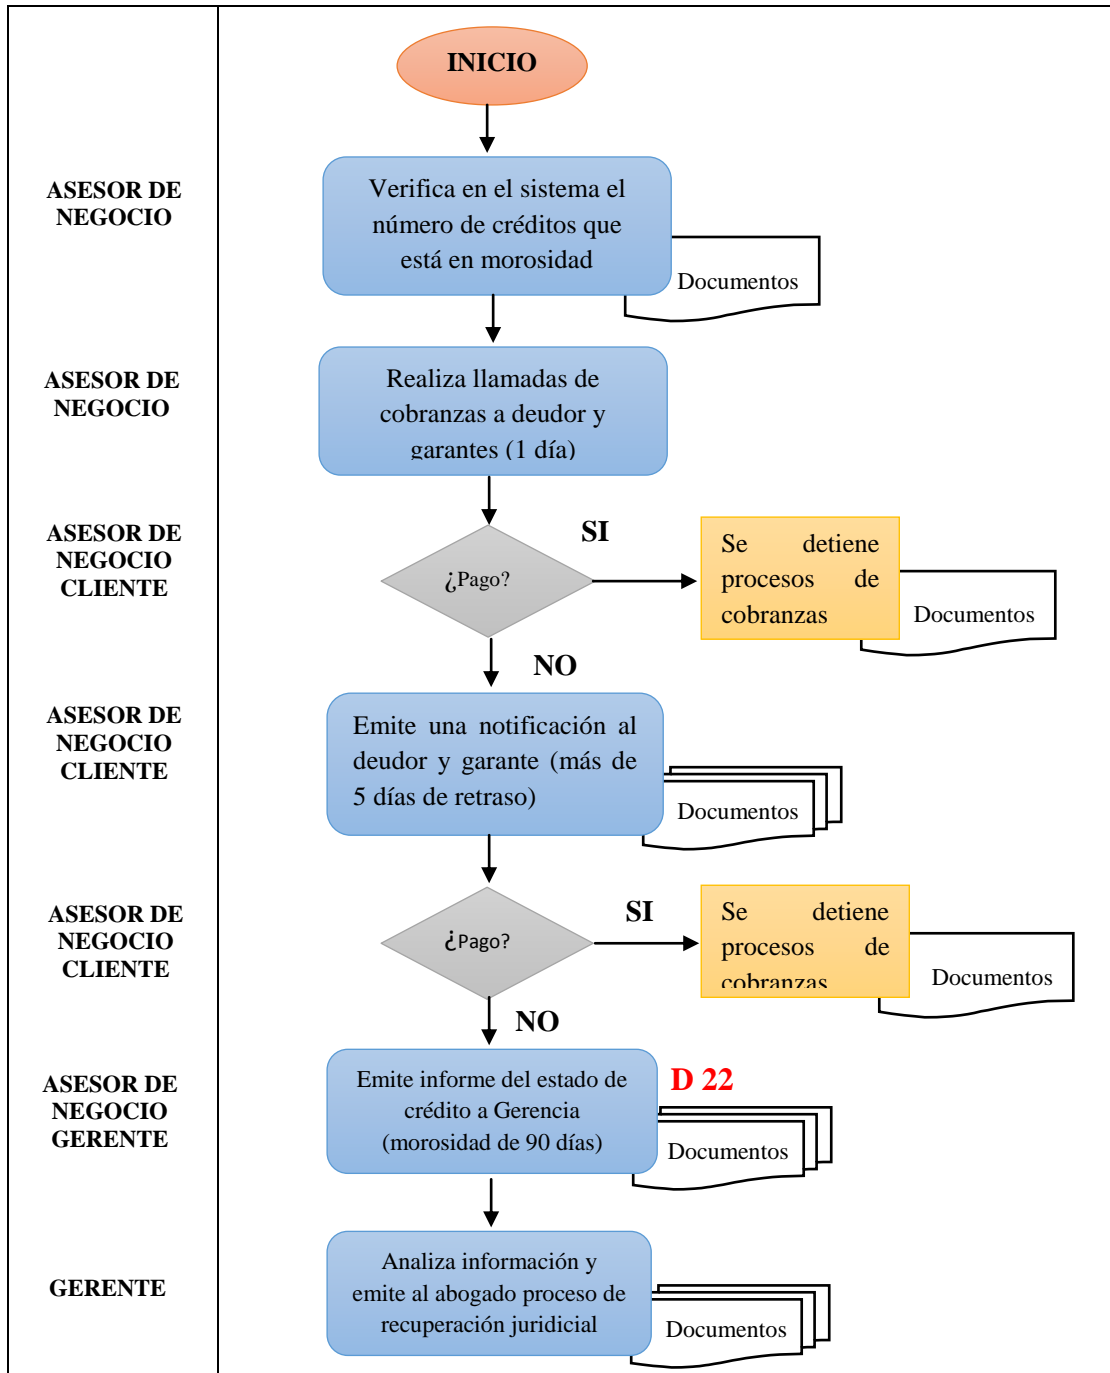 INICIO
ASESOR DE
NEGOCIO
Verifica en el sistema el
número de créditos que
está en morosidad
Documentos
ASESOR DE
NEGOCIO
Realiza llamadas de
cobranzas a deudor y
garantes (1 día)
ASESOR DE
NEGOCIO
CLIENTE
¿Pago?
SI
Se detiene
procesos de
cobranzas
Documentos
NO
ASESOR DE
NEGOCIO
CLIENTE
Emite una notificación al
deudor y garante (más de
5 días de retraso)
Documentos
ASESOR DE
NEGOCIO
CLIENTE
¿Pago?
SI
Se detiene
procesos de
cobranzas
Documentos
NO
ASESOR DE
NEGOCIO
GERENTE
Emite informe del estado de
crédito a Gerencia
(morosidad de 90 días)
D 22
Documentos
GERENTE
Analiza información y
emite al abogado proceso de
recuperación juridicial
Documentos